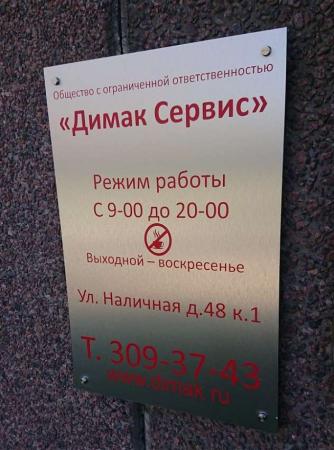 Общество с ограниченной ответственностью
«Димак Сервис»
Режим работы
С 9-00 до 20-00
Выходной – воскресенье
Ул. Наличная д.48 к.1
Т. 309-37-43
www.dimak.ru